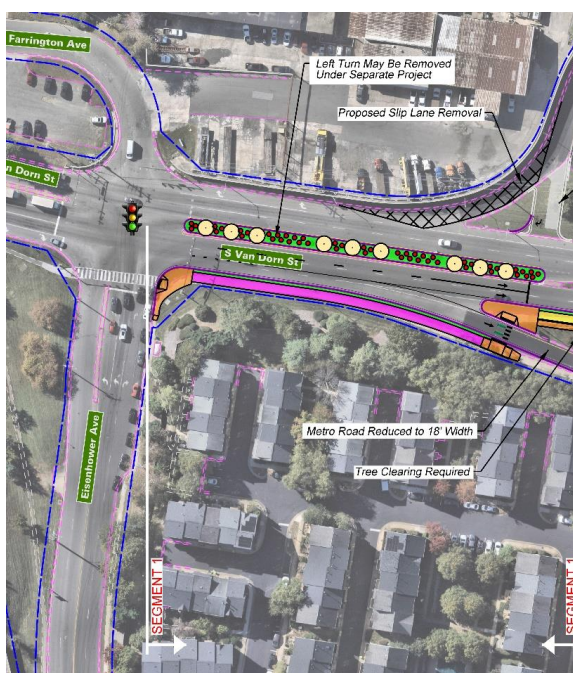 Farrington Ave
Left Turn May Be Removed
Under Separate Project
Proposed Slip Lane Removal
n Dorn St
S Van Dorn St
Metro Road Reduced to 18' Width
Tree Clearing Required
Eisenhower Ave
SEGMENT 1
SEGMENT 1